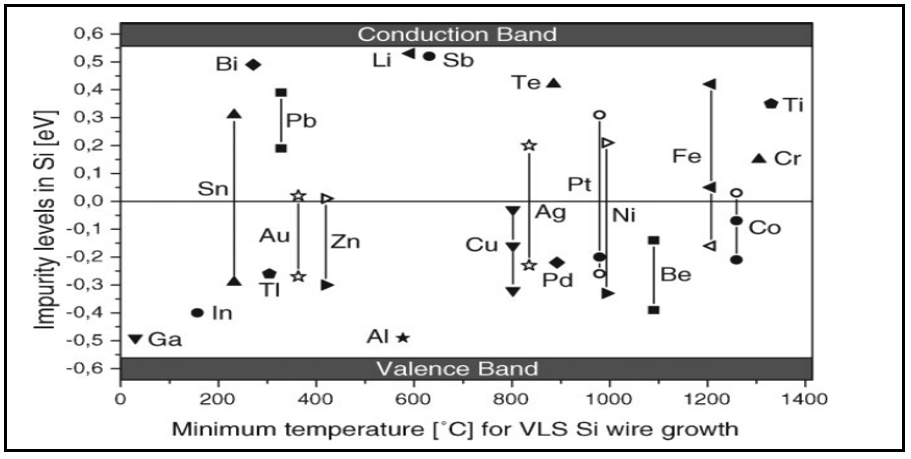 Conduction Band
0,6
0,5
0,4
0,3
0,2
0,1
0,0
-0,1
-0,2
-0,3
-0,4
-0,5
-0,6
Impurity levels in Si [eV]
Bi
Li
Sb
Te
Ti
Pb
Fe
Cr
Sn
Pt
Au
Zn
Ag
Ni
Cu
Co
Tl
Pd
Be
In
Ga
Al
Valence Band
0 200 400 600 800 1000 1200 1400
Minimum temperature [˚C] for VLS Si wire growth